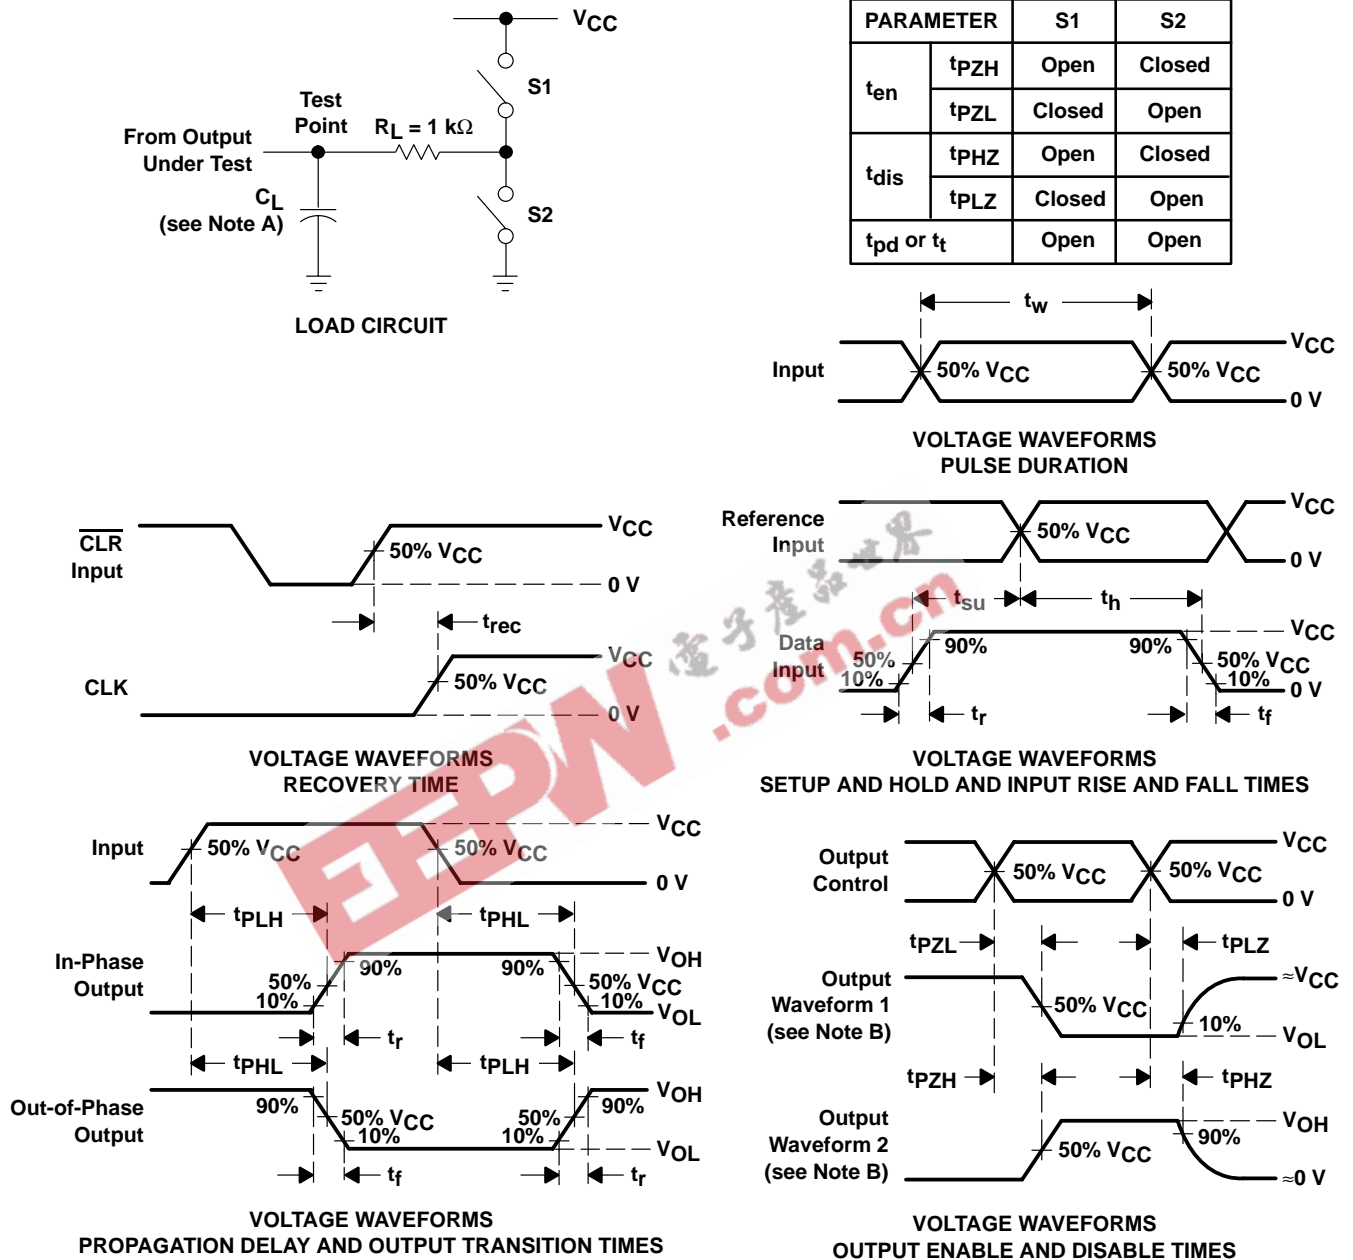 VCC
S1
Test
Point
RL = 1 kΩ
From Output
Under Test
CL
(see Note A)
S2
LOAD CIRCUIT
PARAMETER S1 S2
ten tPZH Open Closed
tPZL Closed Open
tdis tPHZ Open Closed
tPLZ Closed Open
tpd or tt Open Open
tw
Input 50% VCC 50% VCC VCC
0 V
VOLTAGE WAVEFORMS
PULSE DURATION
CLR
Input
50% VCC
VCC
0 V
trec
CLK
50% VCC
VCC
0 V
VOLTAGE WAVEFORMS
RECOVERY TIME
Reference
Input
50% VCC
VCC
0 V
tsu th
Data
Input
50%
10%
90% 90%
VCC
50% VCC
10%
0 V
tr tf
VOLTAGE WAVEFORMS
SETUP AND HOLD AND INPUT RISE AND FALL TIMES
電子產品世界
EEPW
.com.cn
Input 50% VCC 50% VCC VCC
0 V
tPLH tPHL
In-Phase
Output
50%
10%
90% 90%
VOH
50% VCC
10%
VOL
tr tf
tPHL tPLH
Out-of-Phase
Output
90%
50% VCC
10%
50%
10%
90%
VOH
VOL
tf tr
VOLTAGE WAVEFORMS
PROPAGATION DELAY AND OUTPUT TRANSITION TIMES
Output
Control
50% VCC 50% VCC
VCC
0 V
tPZL tPLZ
Output
Waveform 1
(see Note B)
50% VCC
10%
≈VCC
VOL
tPZH tPHZ
Output
Waveform 2
(see Note B)
50% VCC
90%
VOH
≈0 V
VOLTAGE WAVEFORMS
OUTPUT ENABLE AND DISABLE TIMES